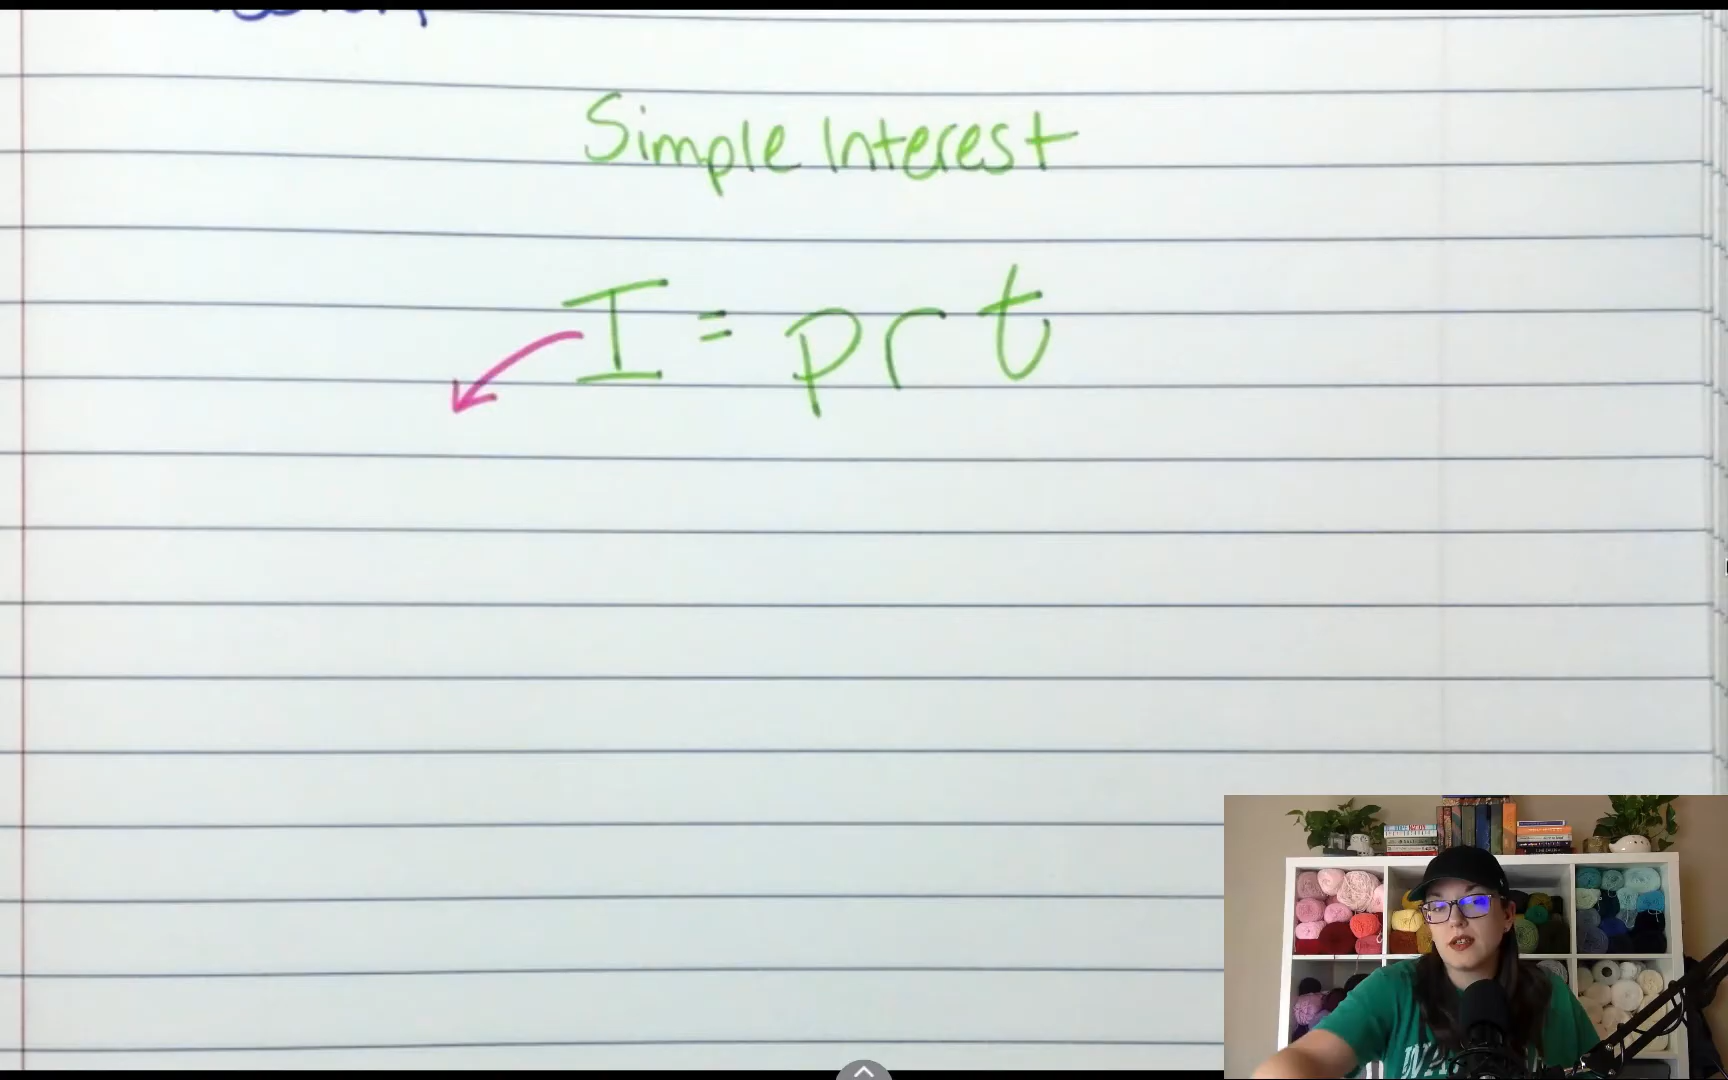 Simple Interest
I = prt